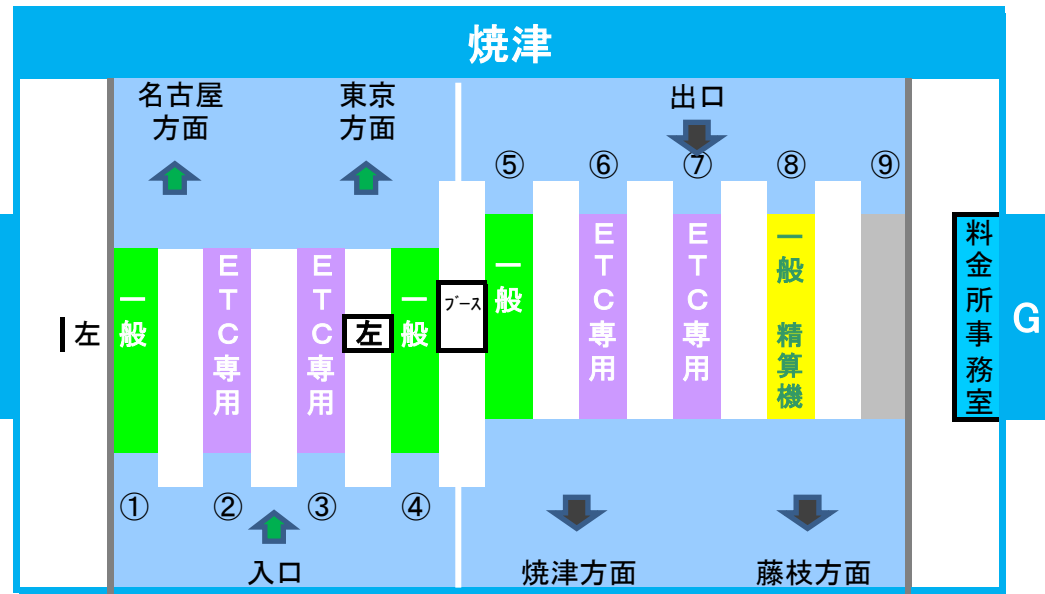 焼津
名古屋
方面
東京
方面
出口
⑤
⑥
⑦
⑧
⑨
一般
ETC専用
ETC専用
一般
一般
ETC専用
ETC専用
一般 精算機
左
左
ブース
料金所事務室
G
①
②
③
④
入口
焼津方面
藤枝方面